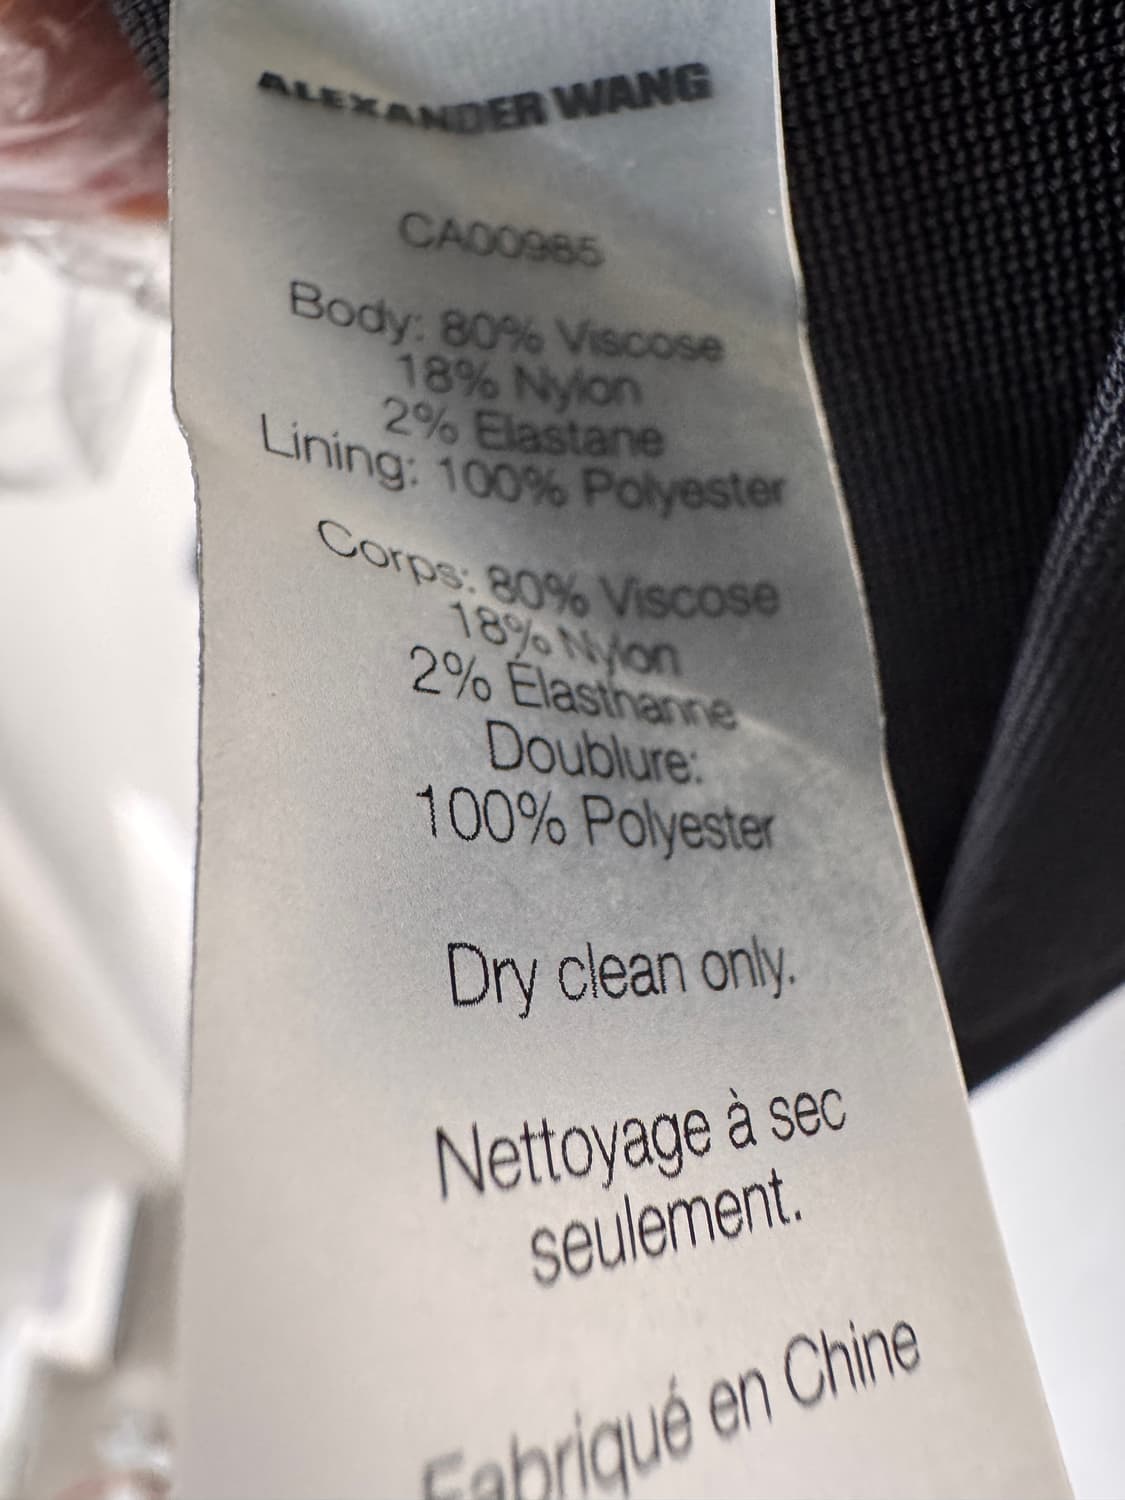 ALEXANDER WANG
CA00985
Body: 80% Viscose
18% Nylon
2% Elastane
Lining: 100% Polyester
Corps: 80% Viscose
18% Nylon
2% Élasthanne
Doublure:
100% Polyester
Dry clean only.
Nettoyage à sec
seulement.
Fabriqué en Chine